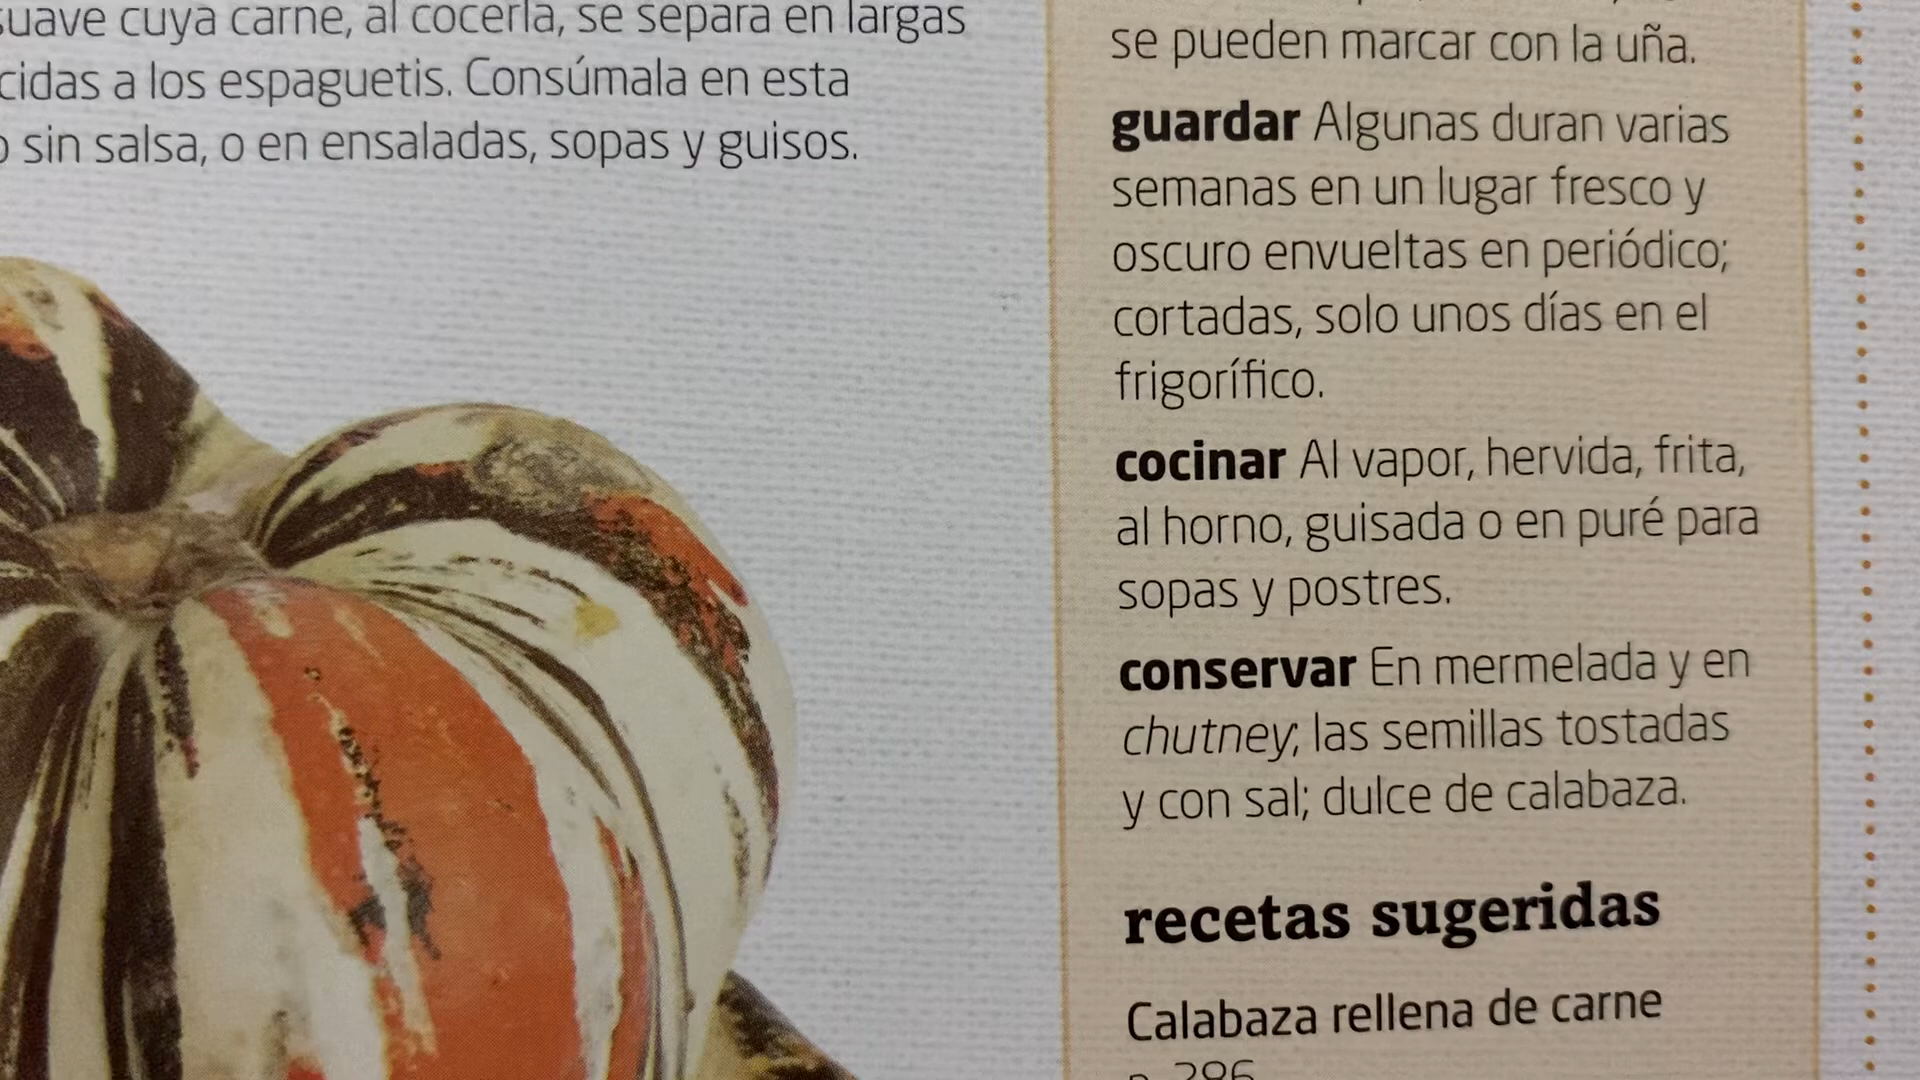 suave cuya carne, al cocerla, se separa en largas
a los espaguetis. Consúmala en esta
sin salsa, o en ensaladas, sopas y guisos.
se pueden marcar con la uña.
guardar Algunas duran varias
semanas en un lugar fresco y
oscuro envueltas en periódico;
cortadas, solo unos días en el
frigorífico.
cocinar Al vapor, hervida, frita,
al horno, guisada o en puré para
sopas y postres.
conservar En mermelada y en
chutney; las semillas tostadas
y con sal; dulce de calabaza.
recetas sugeridas
Calabaza rellena de carne
p. 286